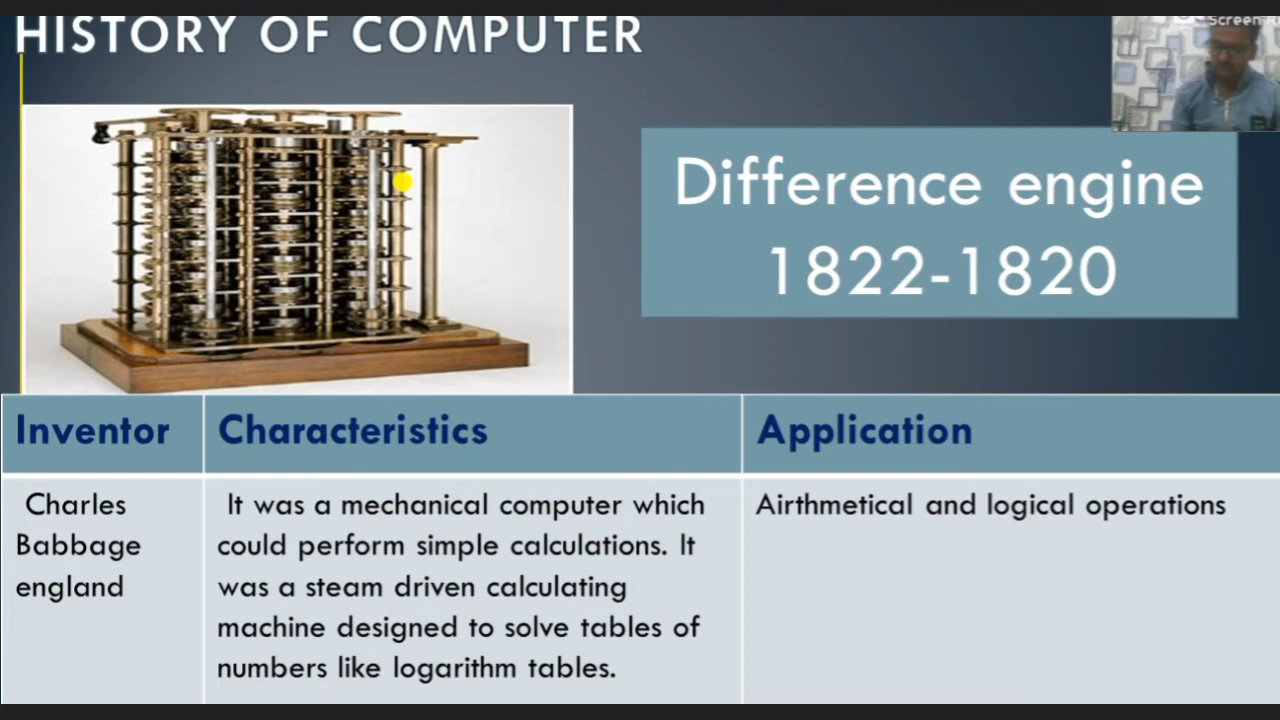 HISTORY OF COMPUTER
Screen R
Difference engine
1822-1820
Inventor
Characteristics
Application
Charles
Babbage
england
It was a mechanical computer which
could perform simple calculations. It
was a steam driven calculating
machine designed to solve tables of
numbers like logarithm tables.
Airthmetical and logical operations